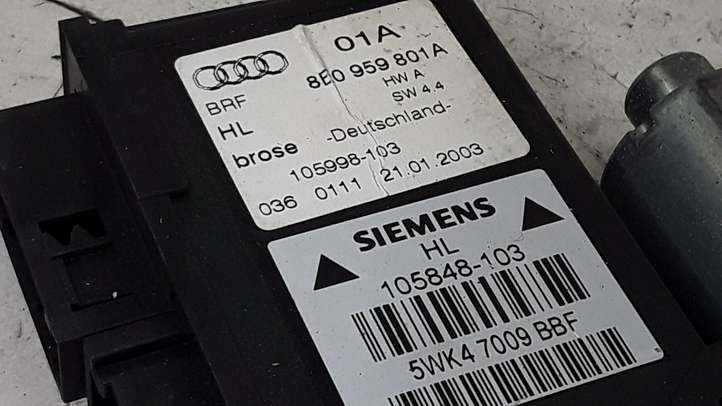 01A
8E0 959 801A
BRF
HW A
HL
SW 4.4
brose -Deutschland-
105998-103
036 0111 21.01.2003
SIEMENS
HL
105848-103
5WK4 7009 BBF